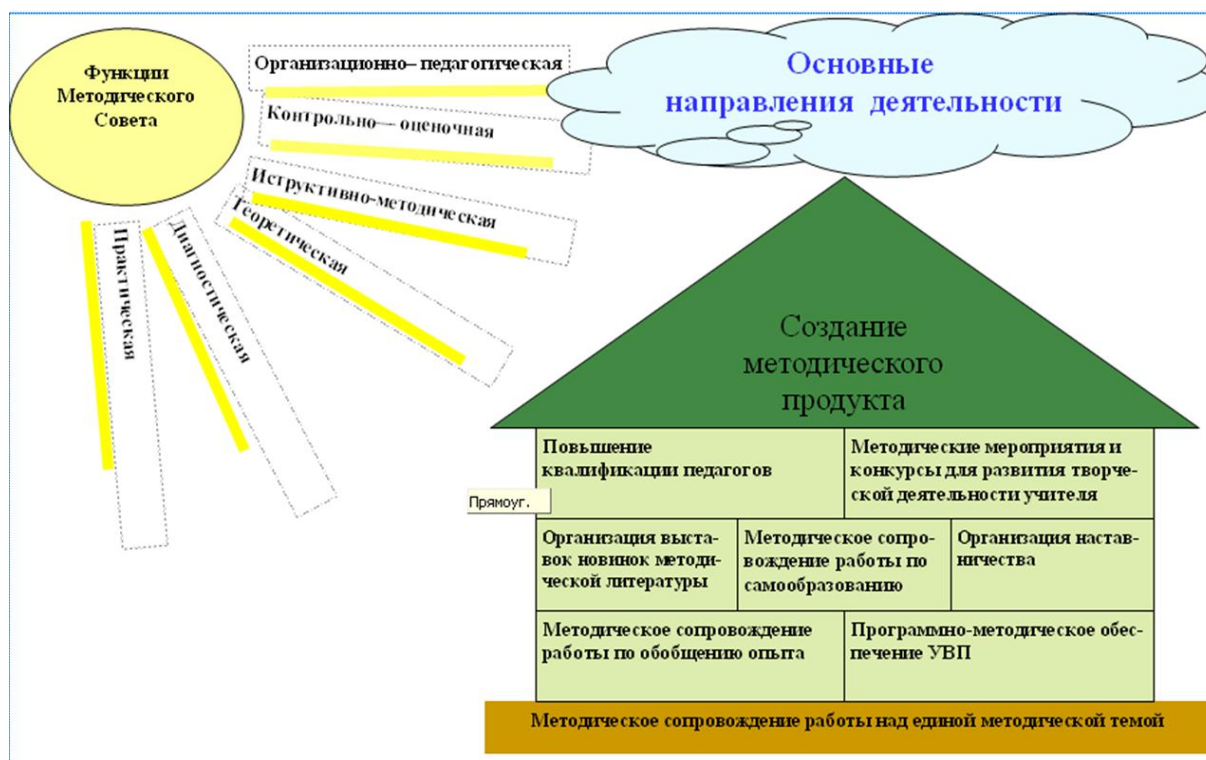 Функции
Методического
Совета
Организационно– педагогическая
Контрольно— оценочная
Иструктивно-методическая
Теоретическая
Диагностическая
Практическая
Основные
направления деятельности
Создание
методического
продукта
Повышение
квалификации педагогов
Методические мероприятия и
конкурсы для развития творче-
ской деятельности учителя
Прямоуг.
Организация выста-
вок новинок методи-
ческой литературы
Методическое сопро-
вождение работы по
самообразованию
Организация настав-
ничества
Методическое сопровождение
работы по обобщению опыта
Программно-методическое обес-
печение УВП
Методическое сопровождение работы над единой методической темой